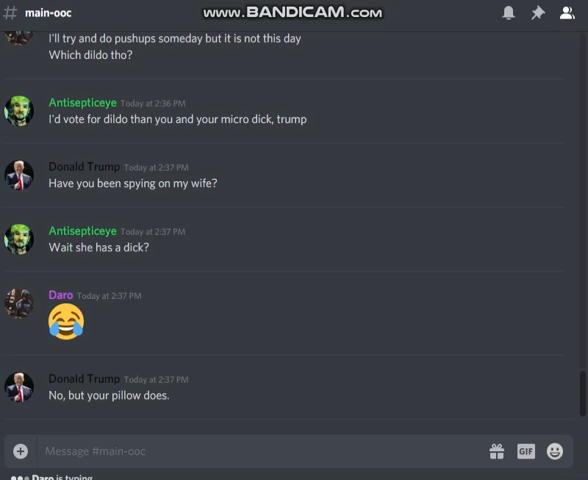 # main-ooc
www.BANDICAM.com
I'll try and do pushups someday but it is not this day
Which dildo tho?
Antisepticeye Today at 2:36 PM
I'd vote for dildo than you and your micro dick, trump
Donald Trump Today at 2:37 PM
Have you been spying on my wife?
Antisepticeye Today at 2:37 PM
Wait she has a dick?
Daro Today at 2:37 PM
😂
Donald Trump Today at 2:37 PM
No, but your pillow does.
Message #main-ooc
GIF
Daro is typing